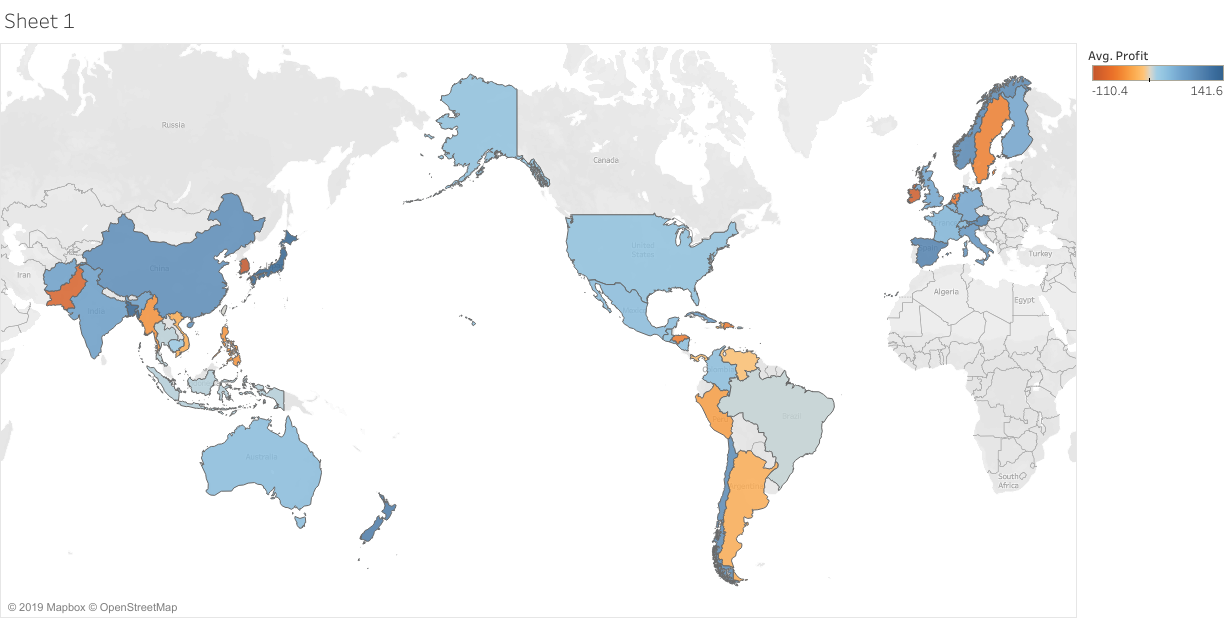 Sheet 1
Avg. Profit
-110.4 141.6
Russia
Canada
United
States
China
Iran
India
Turkey
Algeria
Egypt
Brazil
Australia
South
Africa
© 2019 Mapbox © OpenStreetMap